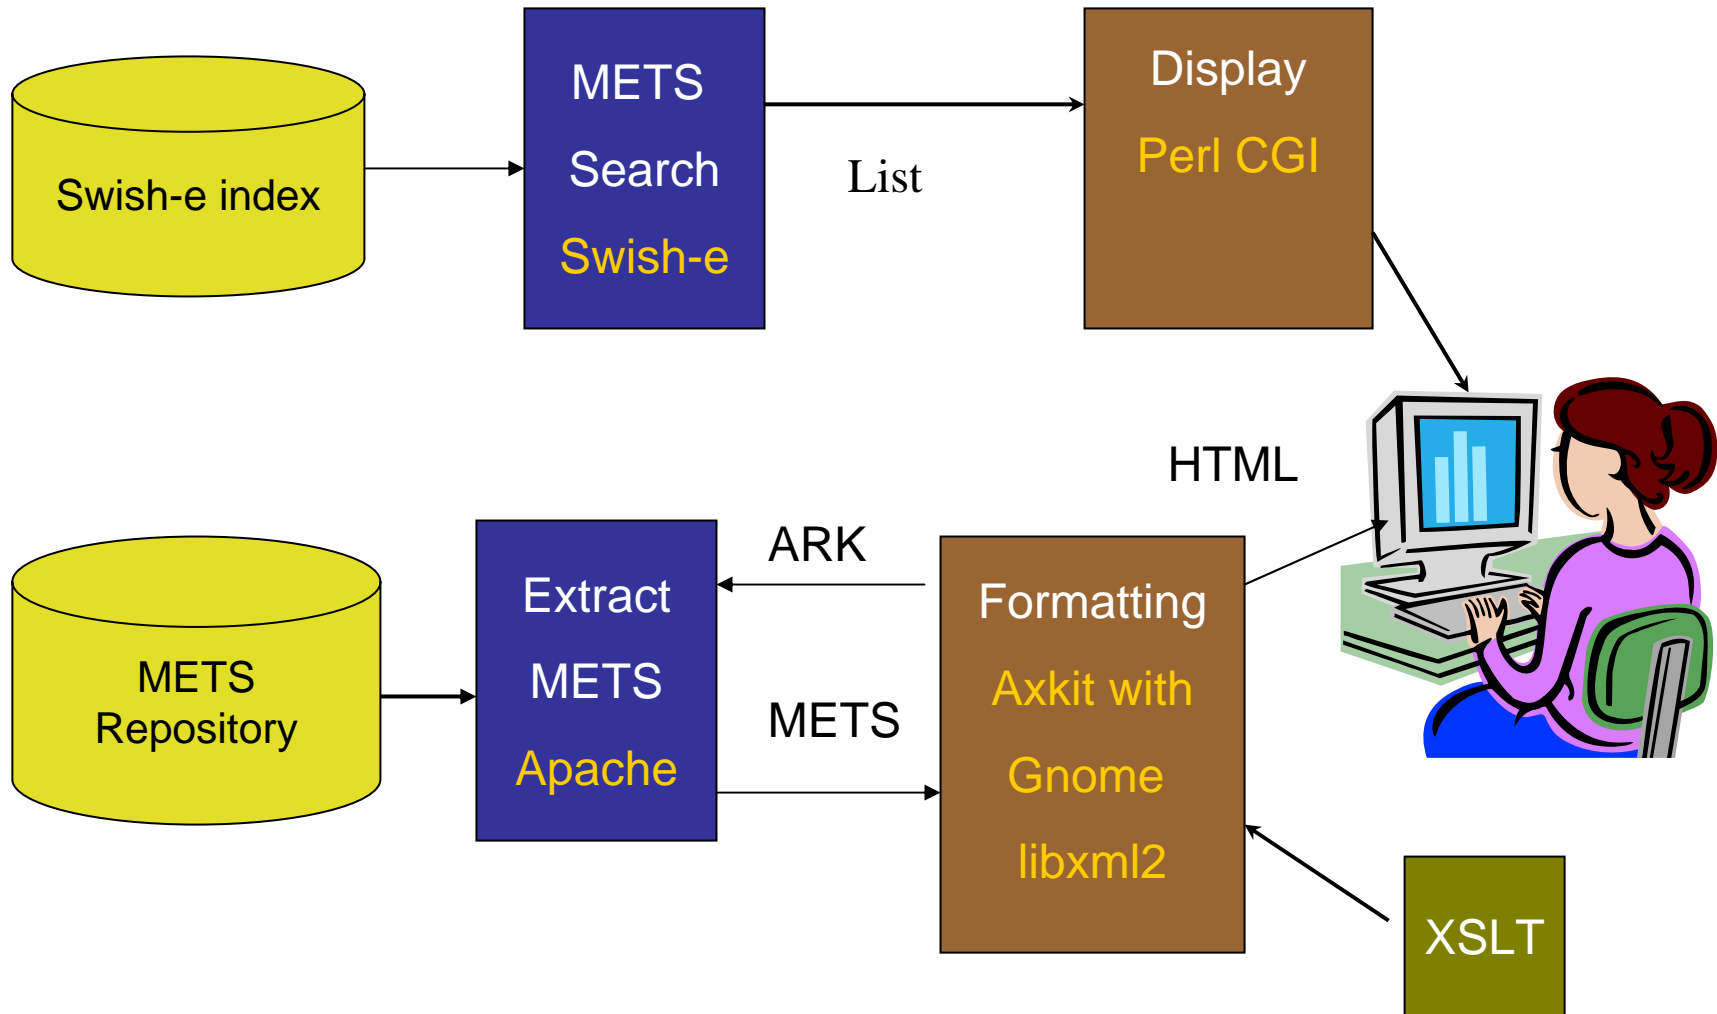 Swish-e index
METS
Search
Swish-e
List
Display
Perl CGI
HTML
METS
Repository
Extract
METS
Apache
ARK
METS
Formatting
Axkit with
Gnome
libxml2
XSLT